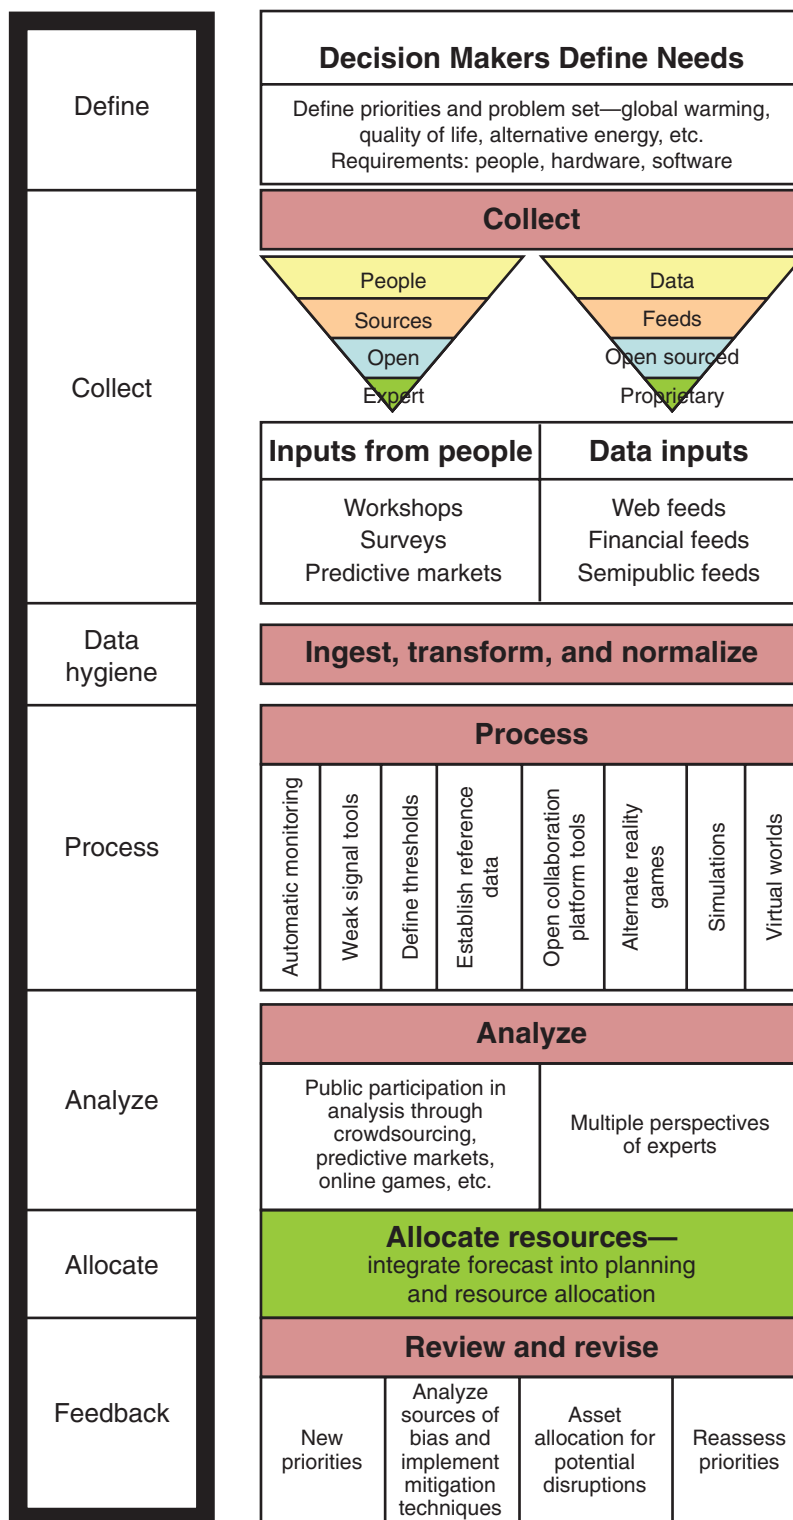 Define
Decision Makers Define Needs
Define priorities and problem set—global warming,
quality of life, alternative energy, etc.
Requirements: people, hardware, software
Collect
Collect
People
Sources
Open
Expert
Data
Feeds
Open sourced
Proprietary
Inputs from people
Workshops
Surveys
Predictive markets
Data inputs
Web feeds
Financial feeds
Semipublic feeds
Data
hygiene
Ingest, transform, and normalize
Process
Process
Automatic monitoring
Weak signal tools
Define thresholds
Establish reference
data
Open collaboration
platform tools
Alternate reality
games
Simulations
Virtual worlds
Analyze
Analyze
Public participation in
analysis through
crowdsourcing,
predictive markets,
online games, etc.
Multiple perspectives
of experts
Allocate
Allocate resources—
integrate forecast into planning
and resource allocation
Feedback
Review and revise
New
priorities
Analyze
sources of
bias and
implement
mitigation
techniques
Asset
allocation for
potential
disruptions
Reassess
priorities